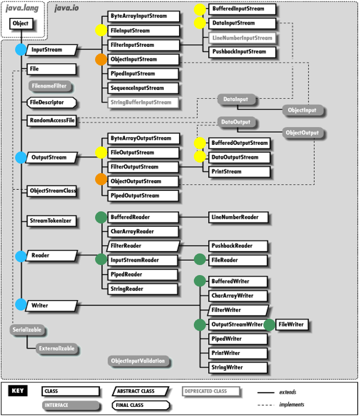 java.lang
java.io
Object
InputStream
File
FilenameFilter
FileDescriptor
RandomAccessFile
OutputStream
ObjectStreamClass
StreamTokenizer
Reader
Writer
Serializable
Externalizable
ByteArrayInputStream
FileInputStream
FilterInputStream
ObjectInputStream
PipedInputStream
SequenceInputStream
StringBufferInputStream
BufferedInputStream
DataInputStream
LineNumberInputStream
PushbackInputStream
DataInput
ObjectInput
DataOutput
ObjectOutput
ByteArrayOutputStream
FileOutputStream
FilterOutputStream
ObjectOutputStream
PipedOutputStream
BufferedOutputStream
DataOutputStream
PrintStream
BufferedReader
CharArrayReader
FilterReader
InputStreamReader
PipedReader
StringReader
LineNumberReader
PushbackReader
FileReader
BufferedWriter
CharArrayWriter
FilterWriter
OutputStreamWriter
PipedWriter
PrintWriter
StringWriter
FileWriter
ObjectInputValidation
KEY
CLASS
ABSTRACT CLASS
DEPRECATED CLASS
extends
INTERFACE
FINAL CLASS
implements